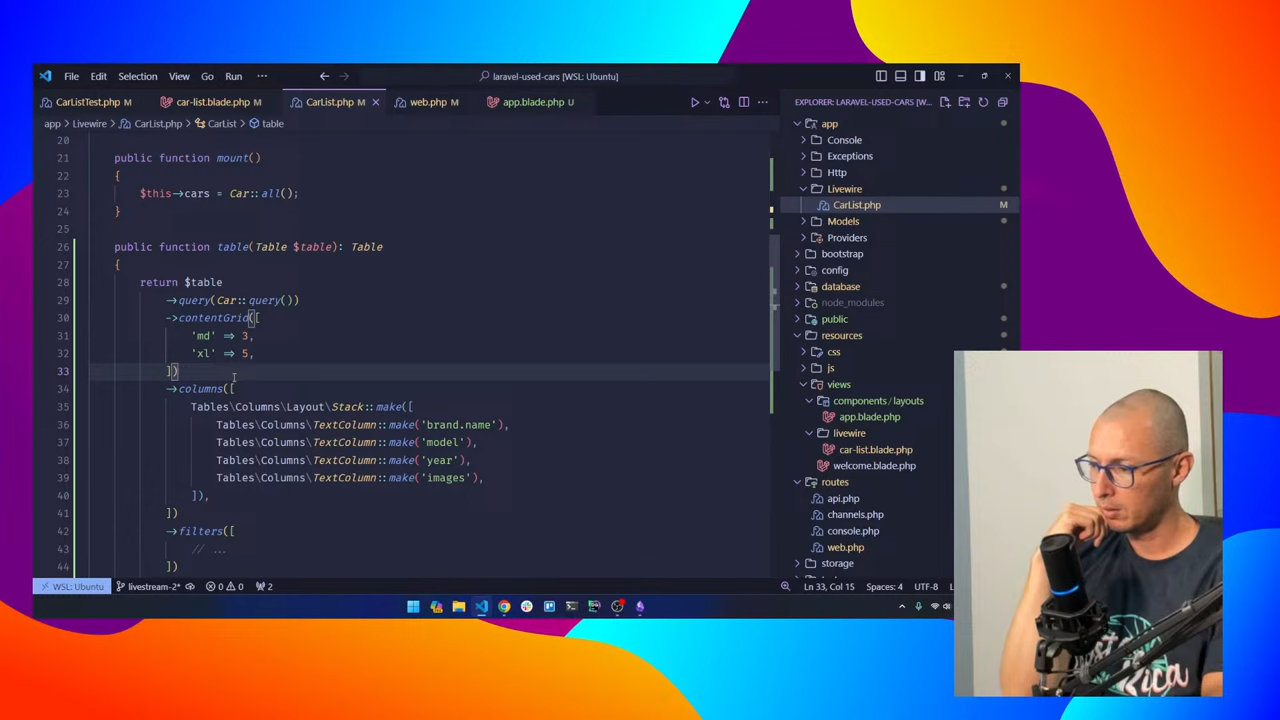 File Edit Selection View Go Run ...
laravel-used-cars [WSL: Ubuntu]
CarListTest.php M car-list.blade.php M CarList.php M web.php M app.blade.php U
app > Livewire > CarList.php > CarList > table
20
21 public function mount()
22 {
23 $this->cars = Car::all();
24 }
25
26 public function table(Table $table): Table
27 {
28 return $table
29 ->query(Car::query())
30 ->contentGrid([
31 'md' => 3,
32 'xl' => 5,
33 ])
34 ->columns([
35 Tables\Columns\Layout\Stack::make([
36 Tables\Columns\TextColumn::make('brand.name'),
37 Tables\Columns\TextColumn::make('model'),
38 Tables\Columns\TextColumn::make('year'),
39 Tables\Columns\TextColumn::make('images'),
40 ]),
41 ])
42 ->filters([
43 // ...
44 ])
EXPLORER: LARAVEL-USED-CARS [W...
app
Console
Exceptions
Http
Livewire
CarList.php M
Models
Providers
bootstrap
config
database
node_modules
public
resources
css
js
views
components/layouts
app.blade.php
livewire
car-list.blade.php
welcome.blade.php
routes
api.php
channels.php
console.php
web.php
storage
WSL: Ubuntu livestream-2* 0 0 2 Ln 33, Col 15 Spaces: 4 UTF-8
Rica